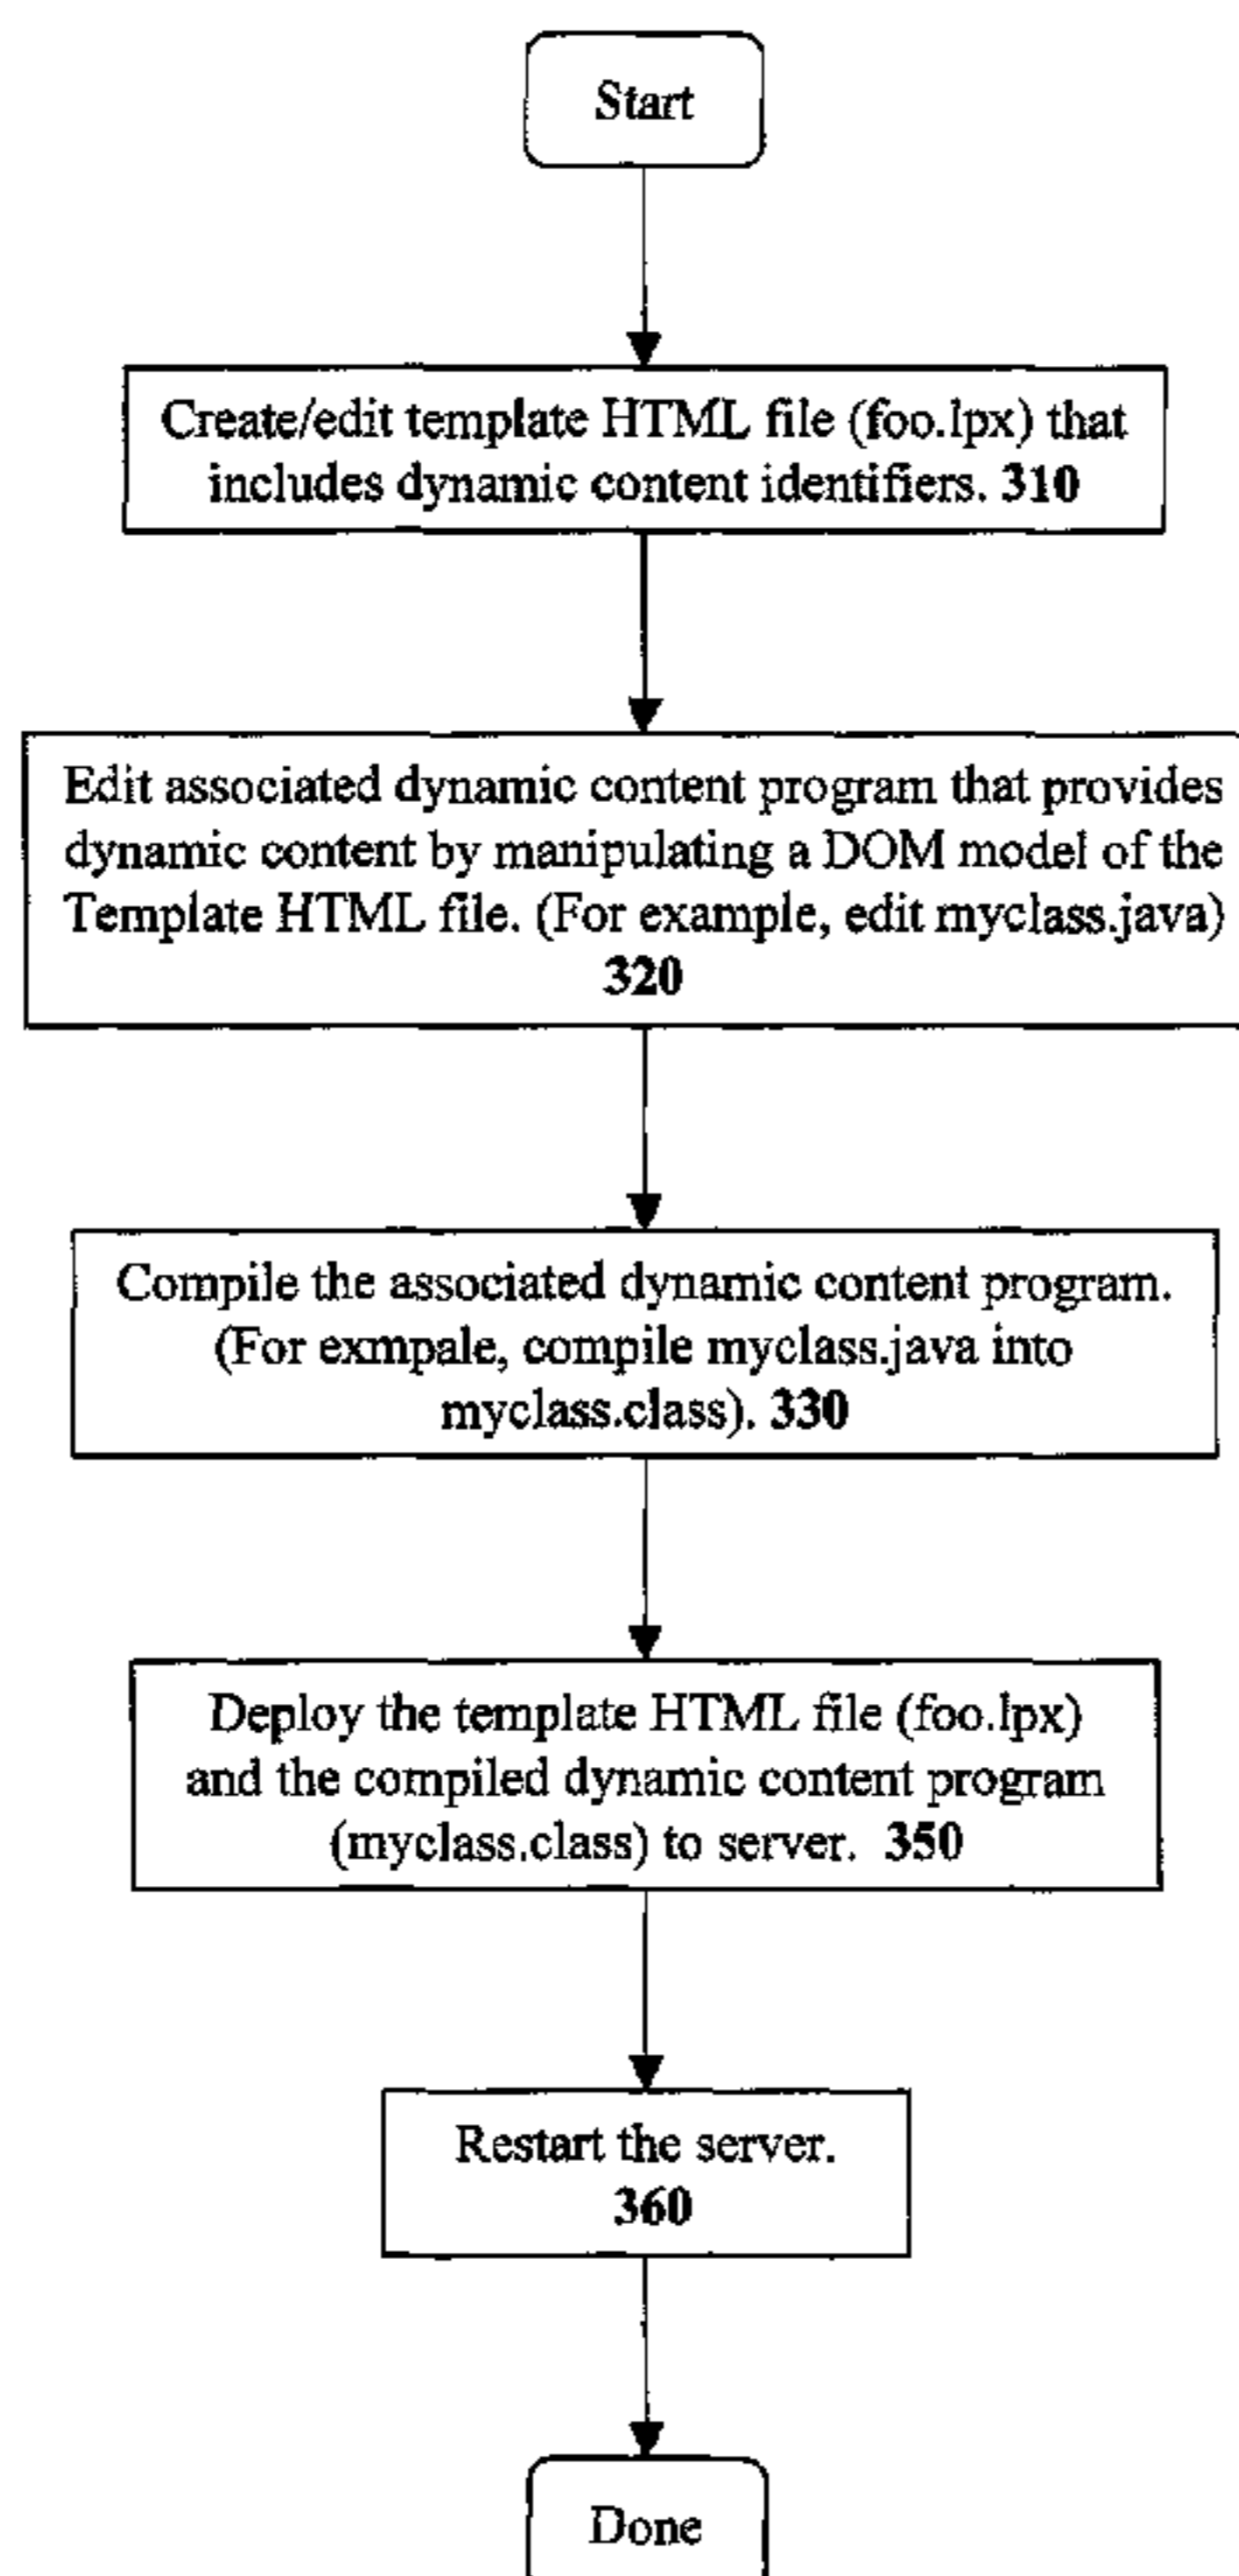 Start
Create/edit template HTML file (foo.lpx) that
includes dynamic content identifiers. 310
Edit associated dynamic content program that provides
dynamic content by manipulating a DOM model of the
Template HTML file. (For example, edit myclass.java)
320
Compile the associated dynamic content program.
(For exmpale, compile myclass.java into
myclass.class). 330
Deploy the template HTML file (foo.lpx)
and the compiled dynamic content program
(myclass.class) to server. 350
Restart the server.
360
Done